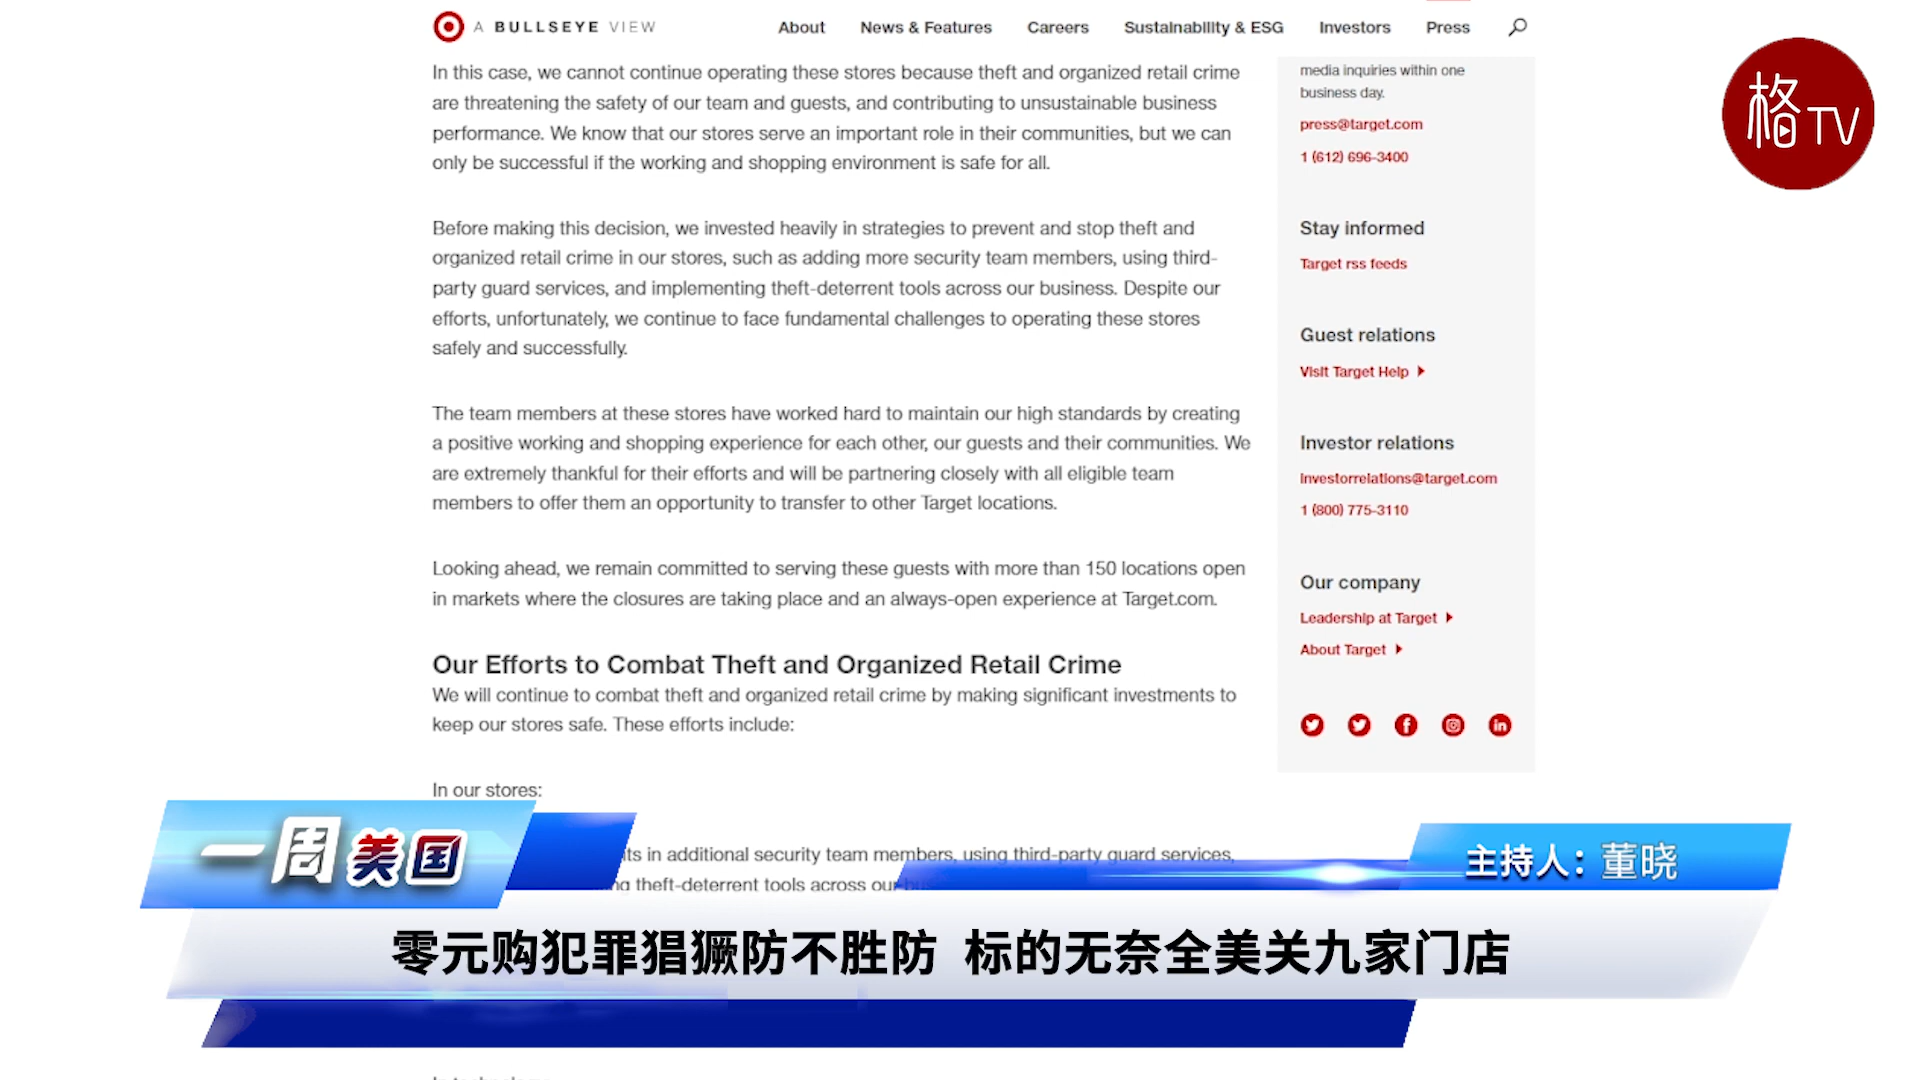 A BULLSEYE VIEW
About News & Features Careers Sustainability & ESG Investors Press
格TV
In this case, we cannot continue operating these stores because theft and organized retail crime
are threatening the safety of our team and guests, and contributing to unsustainable business
performance. We know that our stores serve an important role in their communities, but we can
only be successful if the working and shopping environment is safe for all.
Before making this decision, we invested heavily in strategies to prevent and stop theft and
organized retail crime in our stores, such as adding more security team members, using third-
party guard services, and implementing theft-deterrent tools across our business. Despite our
efforts, unfortunately, we continue to face fundamental challenges to operating these stores
safely and successfully.
The team members at these stores have worked hard to maintain our high standards by creating
a positive working and shopping experience for each other, our guests and their communities. We
are extremely thankful for their efforts and will be partnering closely with all eligible team
members to offer them an opportunity to transfer to other Target locations.
Looking ahead, we remain committed to serving these guests with more than 150 locations open
in markets where the closures are taking place and an always-open experience at Target.com.
Our Efforts to Combat Theft and Organized Retail Crime
We will continue to combat theft and organized retail crime by making significant investments to
keep our stores safe. These efforts include:
In our stores:
in additional security team members, using third-party guard services,
theft-deterrent tools across our
media inquiries within one
business day.
press@target.com
1 (612) 696-3400
Stay informed
Target rss feeds
Guest relations
Visit Target Help
Investor relations
investorrelations@target.com
1 (800) 775-3110
Our company
Leadership at Target
About Target
一周美国
主持人：董晓
零元购犯罪猖獗防不胜防 标的无奈全美关九家门店